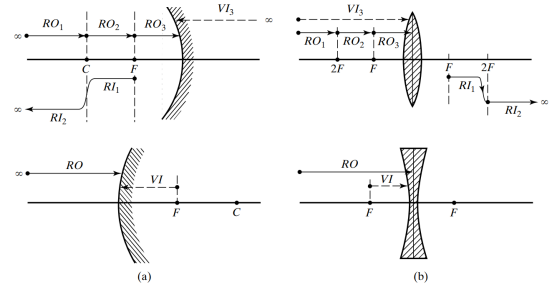 VI₃
∞
RO₁ RO₂ RO₃
∞
C F
RI₁
∞
RI₂
VI₃
∞
∞
RO₁ RO₂ RO₃
2F F
F 2F
RI₁
∞
RI₂
RO
∞
VI
F C
RO
∞
VI
F F
(a) (b)